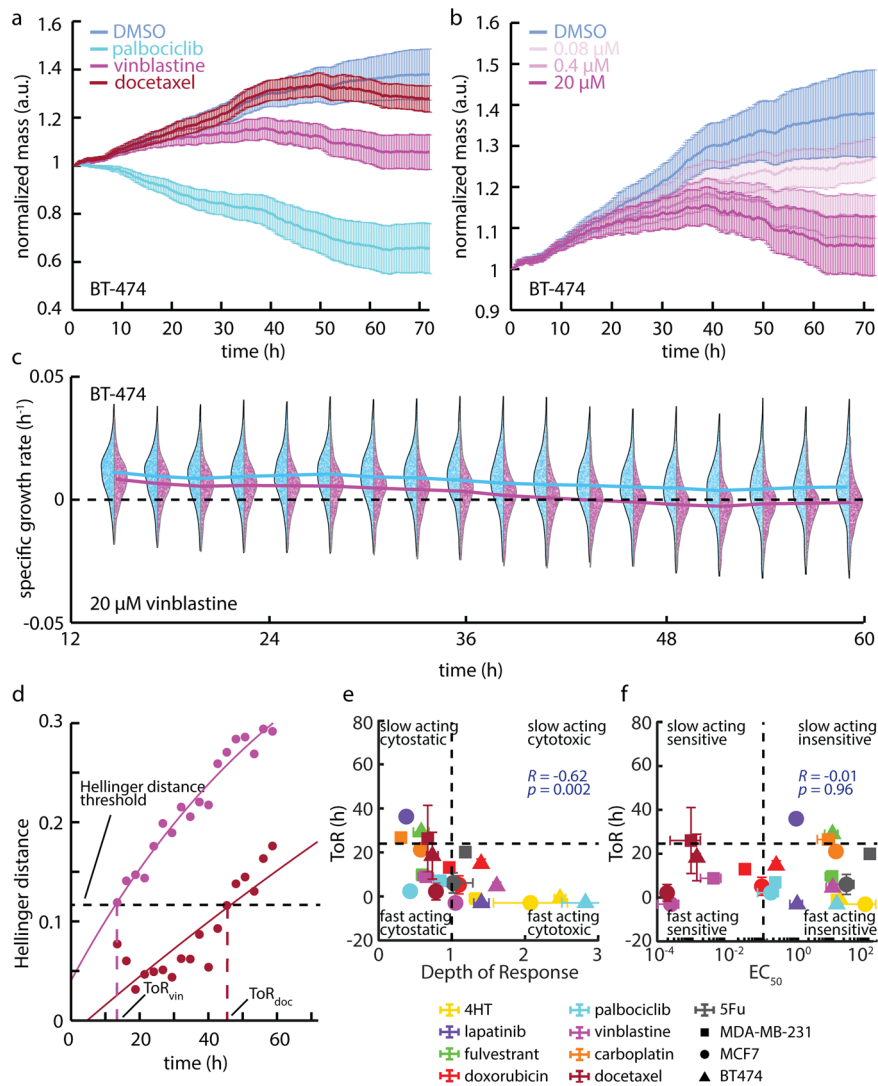 a
1.6
1.4
1.2
1
0.8
0.6
0.4
normalized mass (a.u.)
DMSO
palbociclib
vinblastine
docetaxel
BT-474
0 10 20 30 40 50 60 70
time (h)
b
1.6
1.5
1.4
1.3
1.2
1.1
1
0.9
normalized mass (a.u.)
DMSO
0.08 μM
0.4 μM
20 μM
BT-474
0 10 20 30 40 50 60 70
time (h)
c
0.05
0
-0.05
specific growth rate (h⁻¹)
BT-474
20 μM vinblastine
12 24 36 48 60
time (h)
d
0.3
0.2
0.1
0
Hellinger distance
Hellinger distance
threshold
ToRvin
ToRdoc
0 20 40 60
time (h)
e
80
60
40
20
0
-20
ToR (h)
slow acting
cytostatic
slow acting
cytotoxic
R = -0.62
p = 0.002
fast acting
cytostatic
fast acting
cytotoxic
0 1 2 3
Depth of Response
f
80
60
40
20
0
-20
ToR (h)
slow acting
sensitive
slow acting
insensitive
R = -0.01
p = 0.96
fast acting
sensitive
fast acting
insensitive
10⁻⁴ 10⁻² 10⁰ 10²
EC₅₀
4HT
lapatinib
fulvestrant
doxorubicin
palbociclib
vinblastine
carboplatin
docetaxel
5Fu
MDA-MB-231
MCF7
BT474